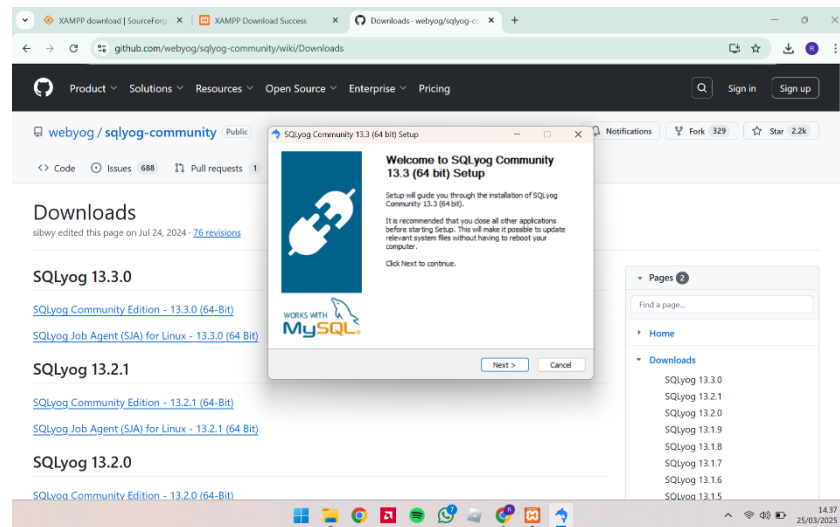 XAMPP download | SourceForg
XAMPP Download Success
Downloads · webyog/sqlyog-co
github.com/webyog/sqlyog-community/wiki/Downloads
Product Solutions Resources Open Source Enterprise Pricing
Sign in Sign up
webyog / sqlyog-community Public
Notifications Fork 329 Star 2.2k
Code Issues 688 Pull requests 1
Downloads
sibwy edited this page on Jul 24, 2024 · 76 revisions
SQLyog 13.3.0
SQLyog Community Edition - 13.3.0 (64-Bit)
SQLyog Job Agent (SJA) for Linux - 13.3.0 (64 Bit)
SQLyog 13.2.1
SQLyog Community Edition - 13.2.1 (64-Bit)
SQLyog Job Agent (SJA) for Linux - 13.2.1 (64 Bit)
SQLyog 13.2.0
SQLyog Community Edition - 13.2.0 (64-Bit)
SQLyog Community 13.3 (64 bit) Setup
Welcome to SQLyog Community
13.3 (64 bit) Setup
Setup will guide you through the installation of SQLyog
Community 13.3 (64 bit).
It is recommended that you close all other applications
before starting Setup. This will make it possible to update
relevant system files without having to reboot your
computer.
Click Next to continue.
WORKS WITH
MySQL
Next > Cancel
Pages 2
Find a page...
Home
Downloads
SQLyog 13.3.0
SQLyog 13.2.1
SQLyog 13.2.0
SQLyog 13.1.9
SQLyog 13.1.8
SQLyog 13.1.7
SQLyog 13.1.6
SQLyog 13.1.5
14.31
25/03/2025